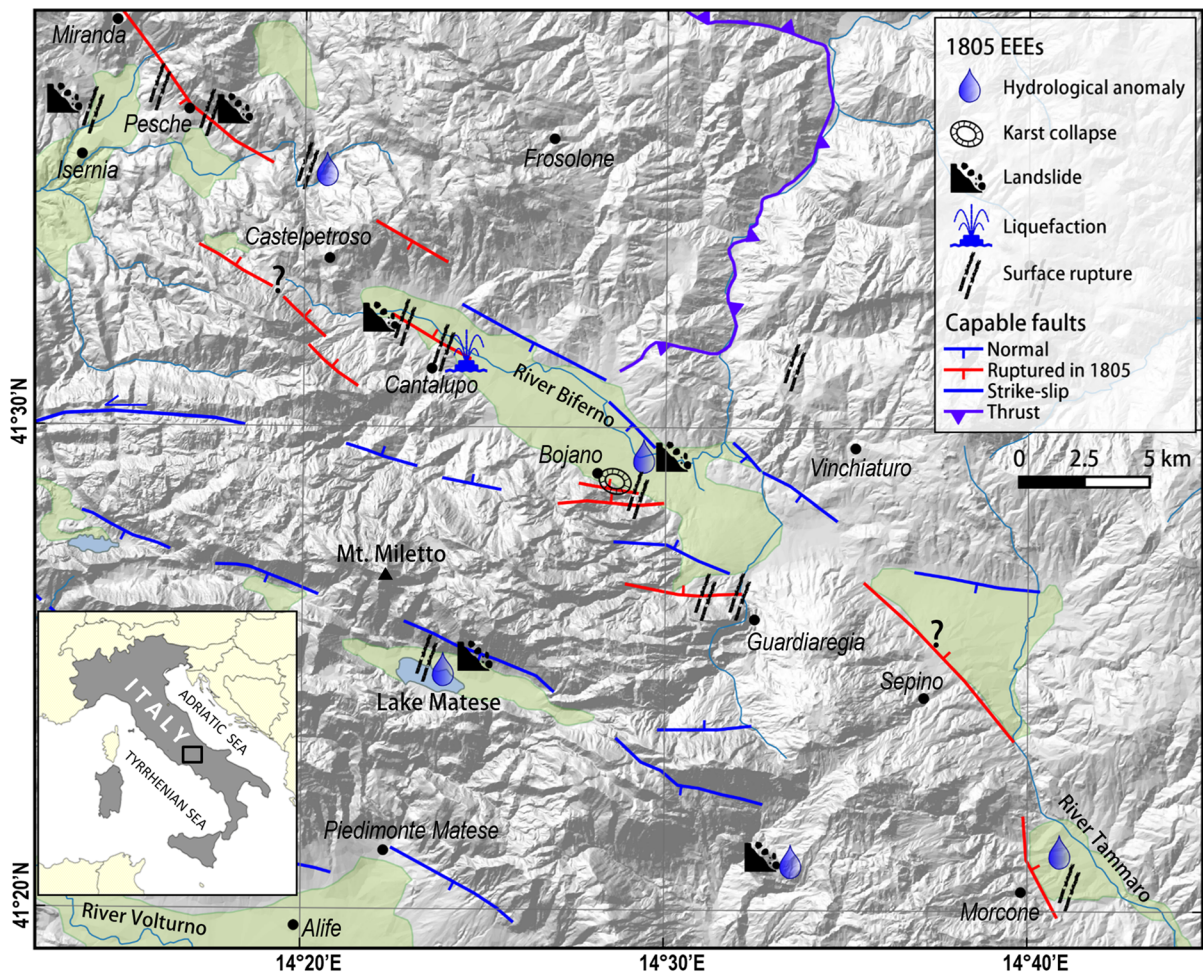 Miranda
Pesche
Isernia
Frosolone
Castelpetroso
?
Cantalupo
River Biferno
Bojano
Vinchiaturo
Mt. Miletto
Guardiaregia
?
Sepino
Lake Matese
Piedimonte Matese
River Tammaro
Morcone
River Volturno
Alife
1805 EEEs
Hydrological anomaly
Karst collapse
Landslide
Liquefaction
Surface rupture
Capable faults
Normal
Ruptured in 1805
Strike-slip
Thrust
0 2.5 5 km
ITALY
ADRIATIC SEA
TYRRHENIAN SEA
41°30'N
41°20'N
14°20'E
14°30'E
14°40'E